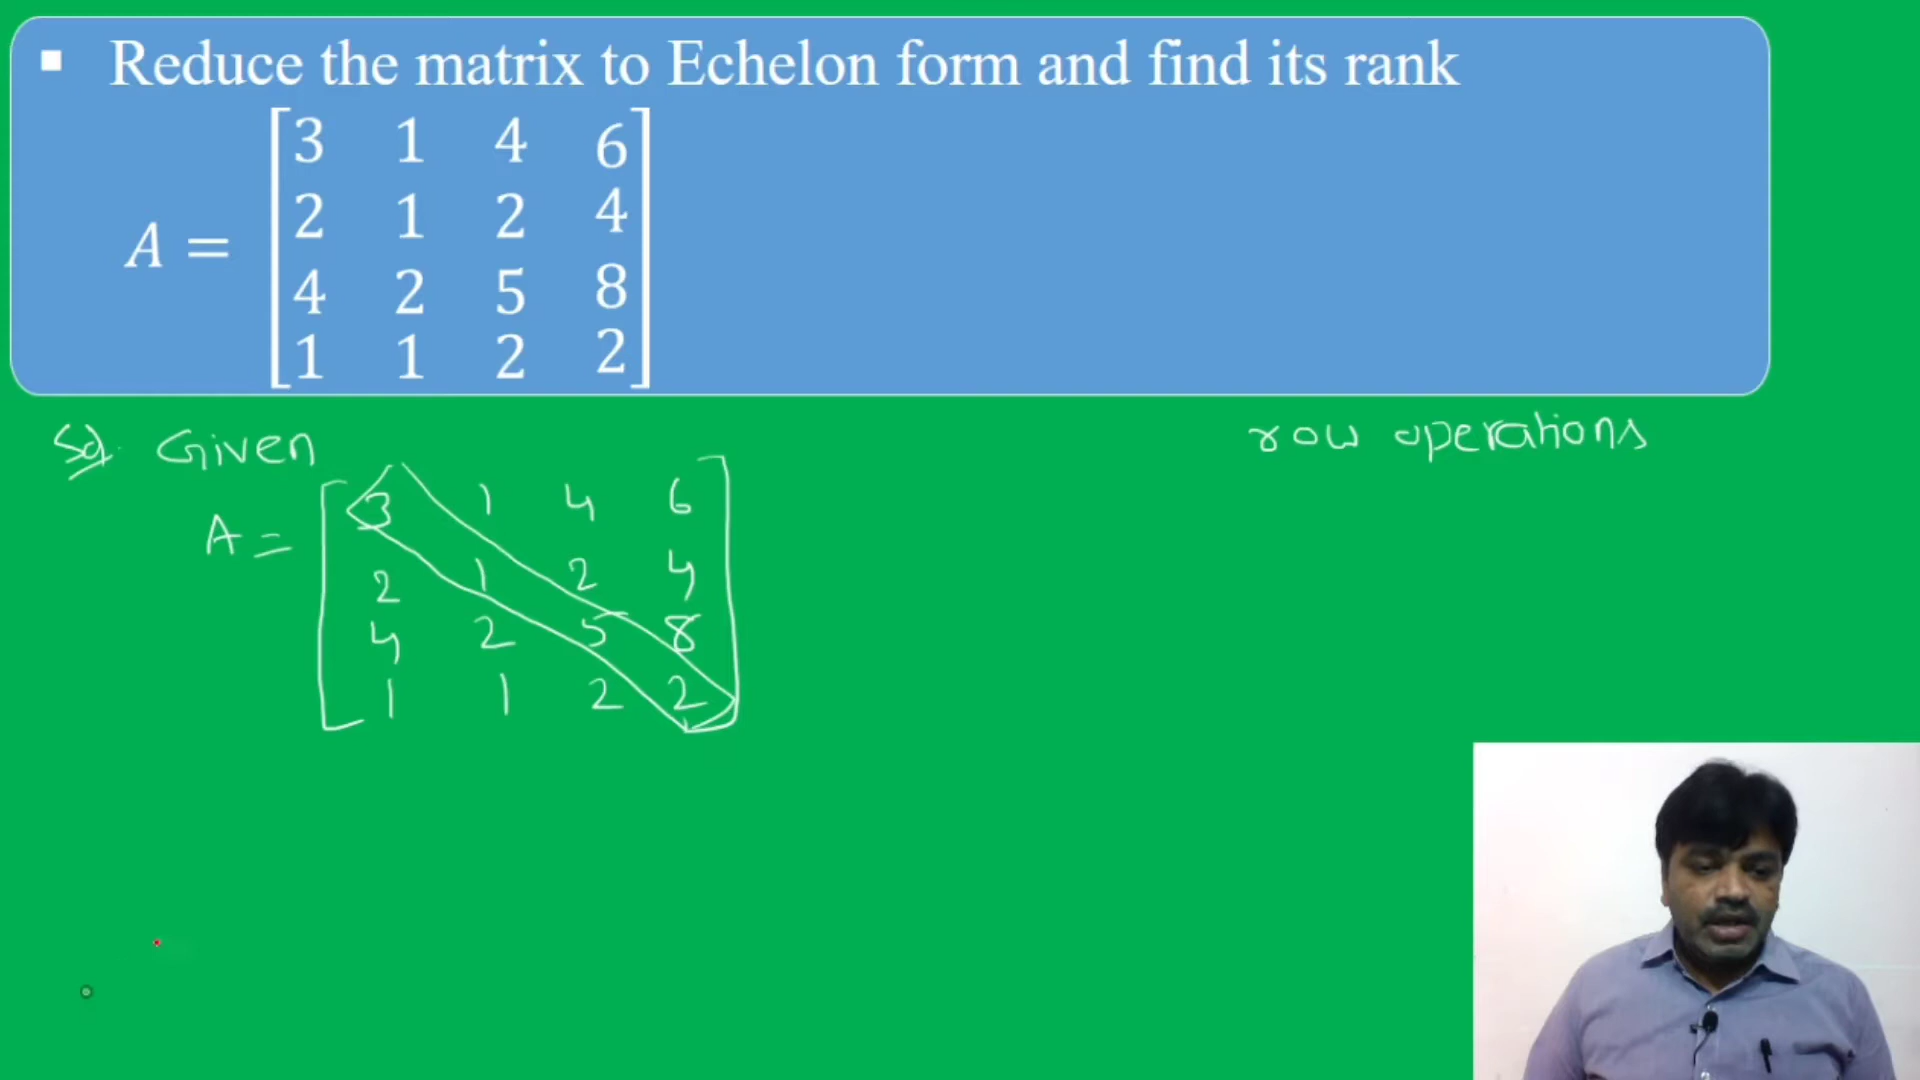 ▪ Reduce the matrix to Echelon form and find its rank
A =
3 1 4 6
2 1 2 4
4 2 5 8
1 1 2 2
Sol. Given
row operations
A =
3 1 4 6
2 1 2 4
4 2 5 8
1 1 2 2